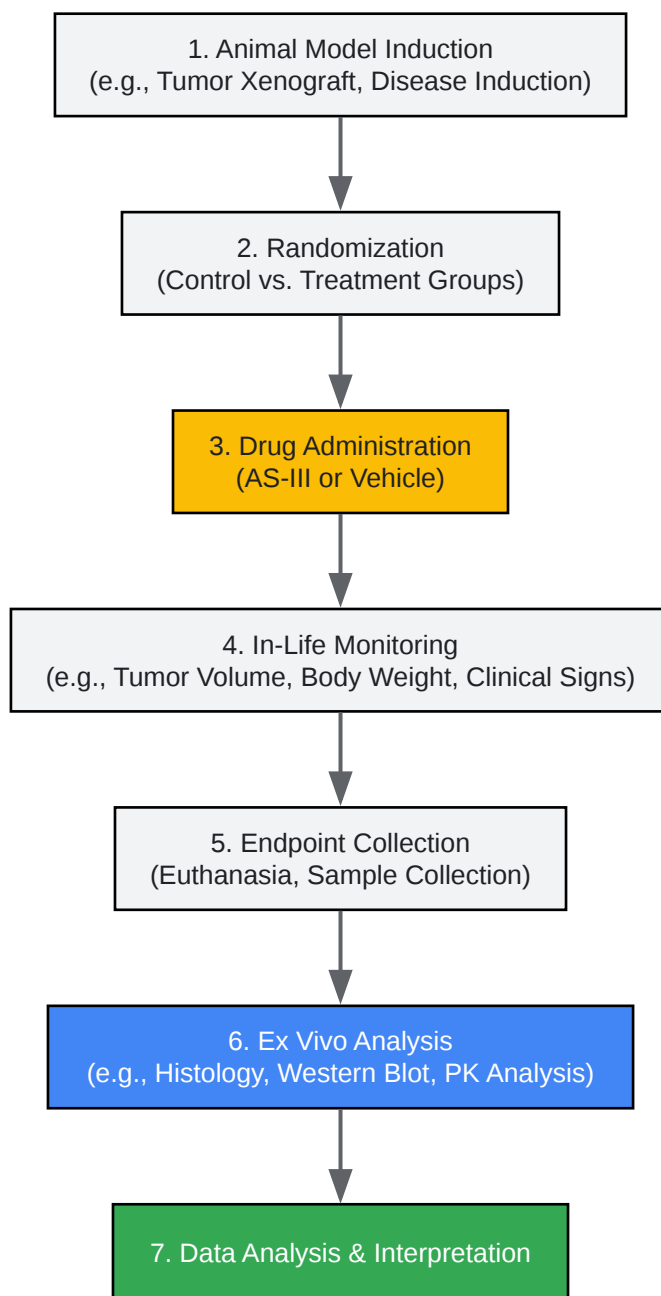 1. Animal Model Induction
(e.g., Tumor Xenograft, Disease Induction)
2. Randomization
(Control vs. Treatment Groups)
3. Drug Administration
(AS-III or Vehicle)
4. In-Life Monitoring
(e.g., Tumor Volume, Body Weight, Clinical Signs)
5. Endpoint Collection
(Euthanasia, Sample Collection)
6. Ex Vivo Analysis
(e.g., Histology, Western Blot, PK Analysis)
7. Data Analysis & Interpretation